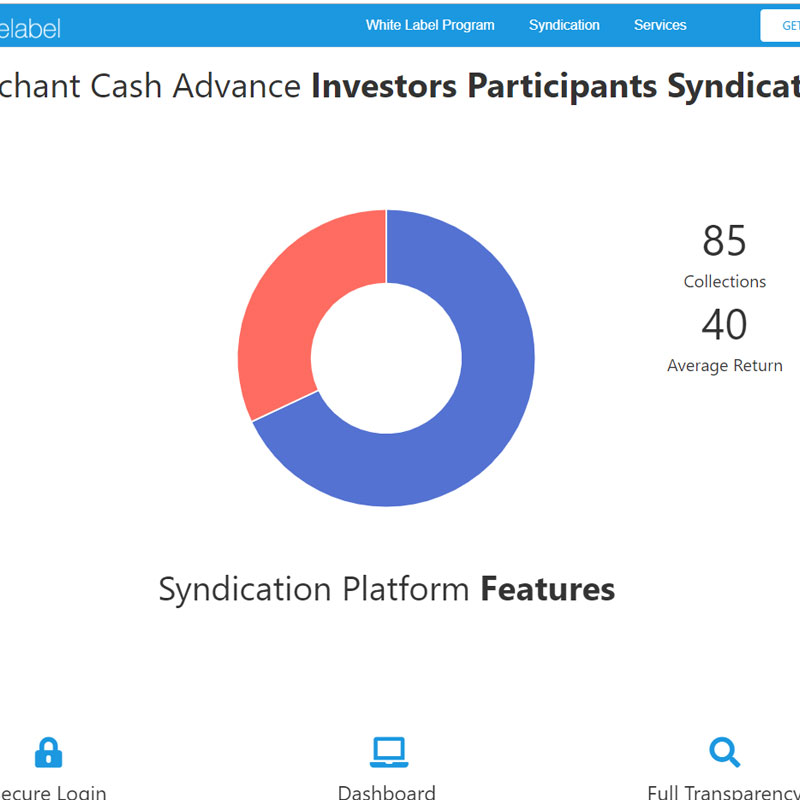 elabel White Label Program Syndication Services GET
chant Cash Advance Investors Participants Syndicat
85
Collections
40
Average Return
Syndication Platform Features
ecure Login Dashboard Full Transparency